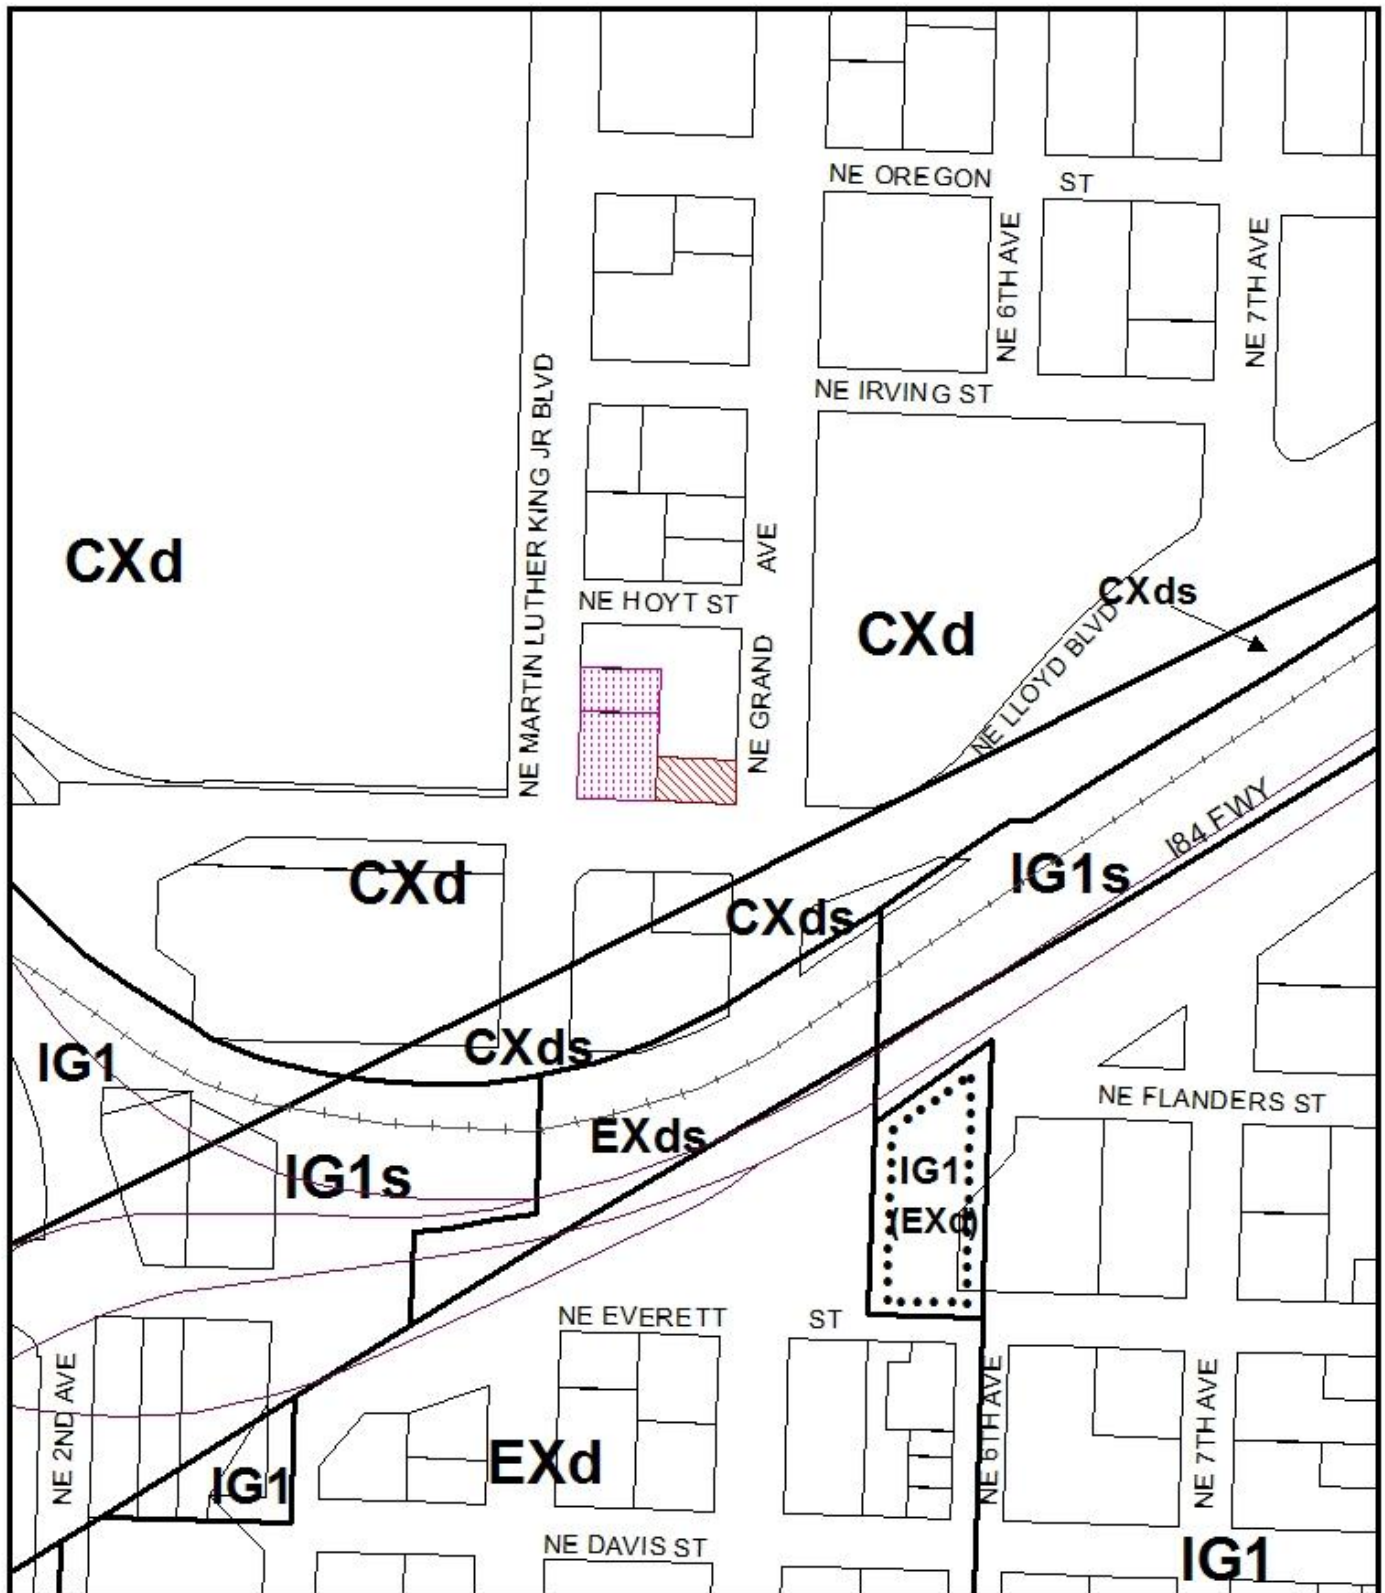 NE OREGON ST
NE 6TH AVE
NE 7TH AVE
NE IRVING ST
NE MARTIN LUTHER KING JR BLVD
CXd
AVE
NE HOYT ST
CXds
CXd
NE GRAND
NE LLOYD BLVD
I84 FWY
CXd
IG1s
CXds
CXds
IG1
NE FLANDERS ST
EXds
IG1s
IG1
(EXd)
NE EVERETT ST
NE 2ND AVE
NE 6TH AVE
NE 7TH AVE
EXd
IG1
NE DAVIS ST
IG1